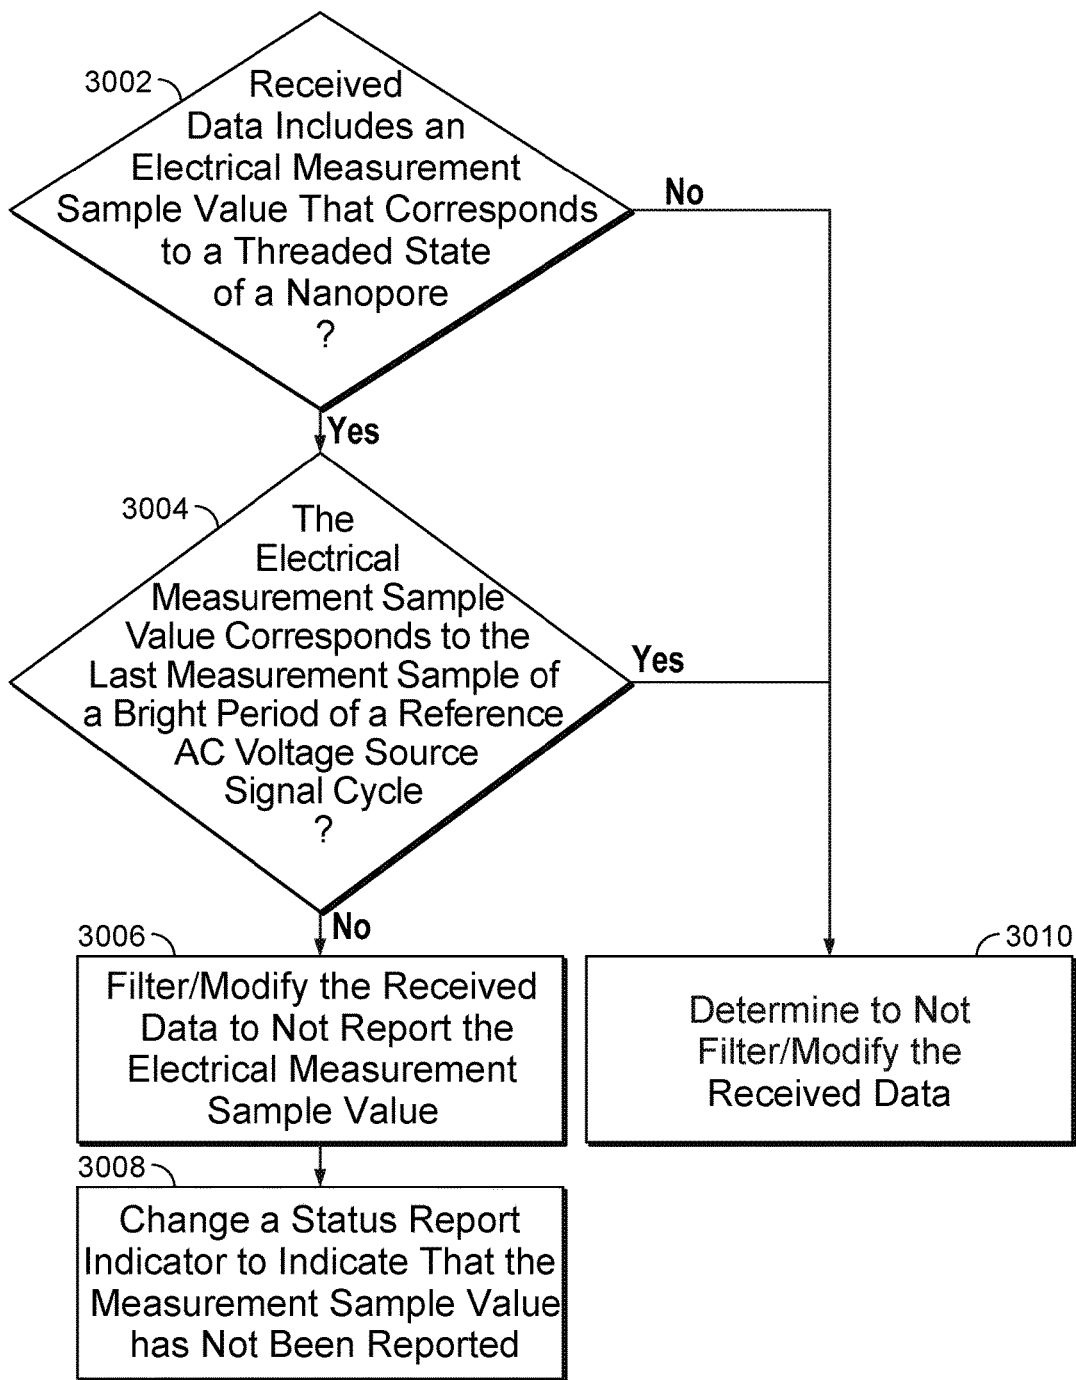 3002
Received
Data Includes an
Electrical Measurement
Sample Value That Corresponds
to a Threaded State
of a Nanopore
?
No
Yes
3004
The
Electrical
Measurement Sample
Value Corresponds to the
Last Measurement Sample of
a Bright Period of a Reference
AC Voltage Source
Signal Cycle
?
Yes
No
3006
Filter/Modify the Received
Data to Not Report the
Electrical Measurement
Sample Value
3010
Determine to Not
Filter/Modify the
Received Data
3008
Change a Status Report
Indicator to Indicate That the
Measurement Sample Value
has Not Been Reported